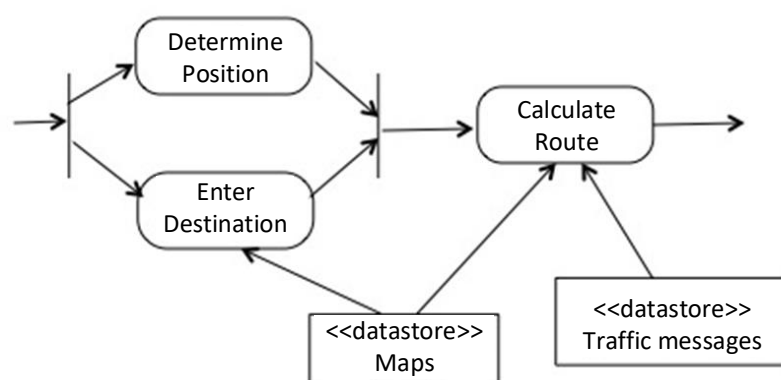 Determine
Position
Calculate
Route
Enter
Destination
<<datastore>>
Traffic messages
<<datastore>>
Maps